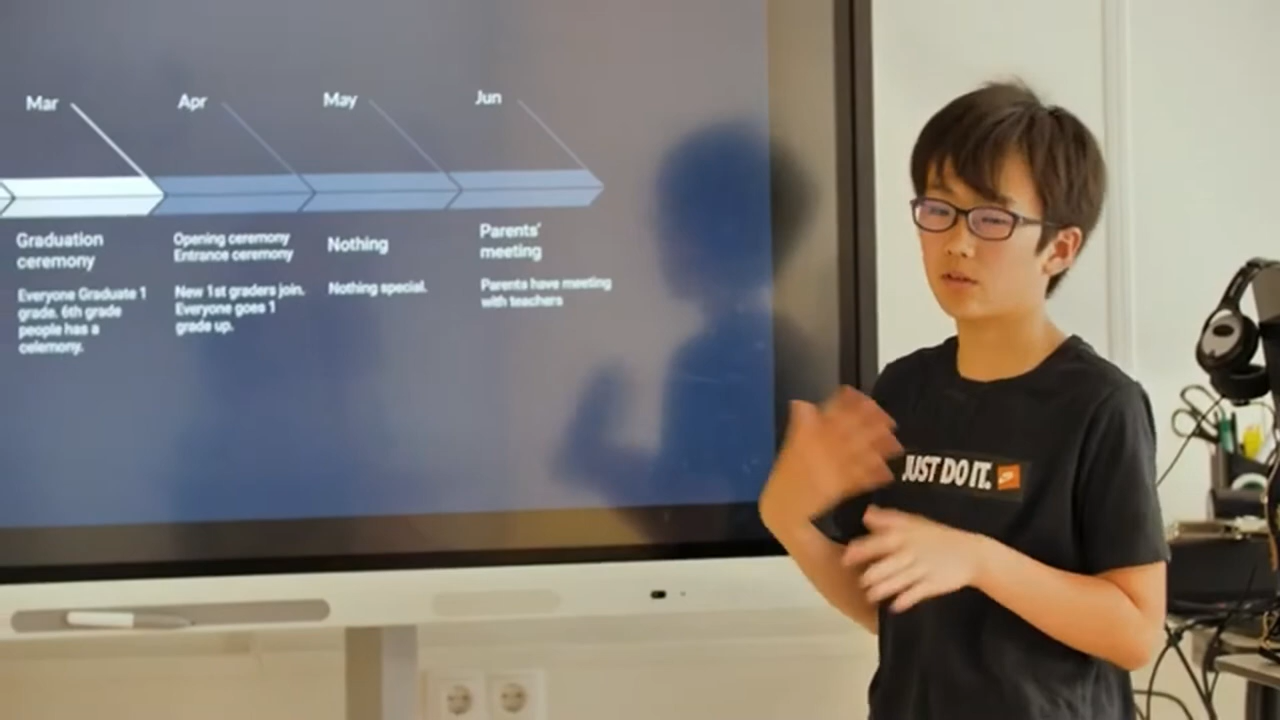 Mar
Apr
May
Jun
Graduation
ceremony
Everyone Graduate 1
grade. 6th grade
people has a
celemony.
Opening ceremony
Entrance ceremony
New 1st graders join.
Everyone goes 1
grade up.
Nothing
Nothing special.
Parents'
meeting
Parents have meeting
with teachers
JUST DO IT.